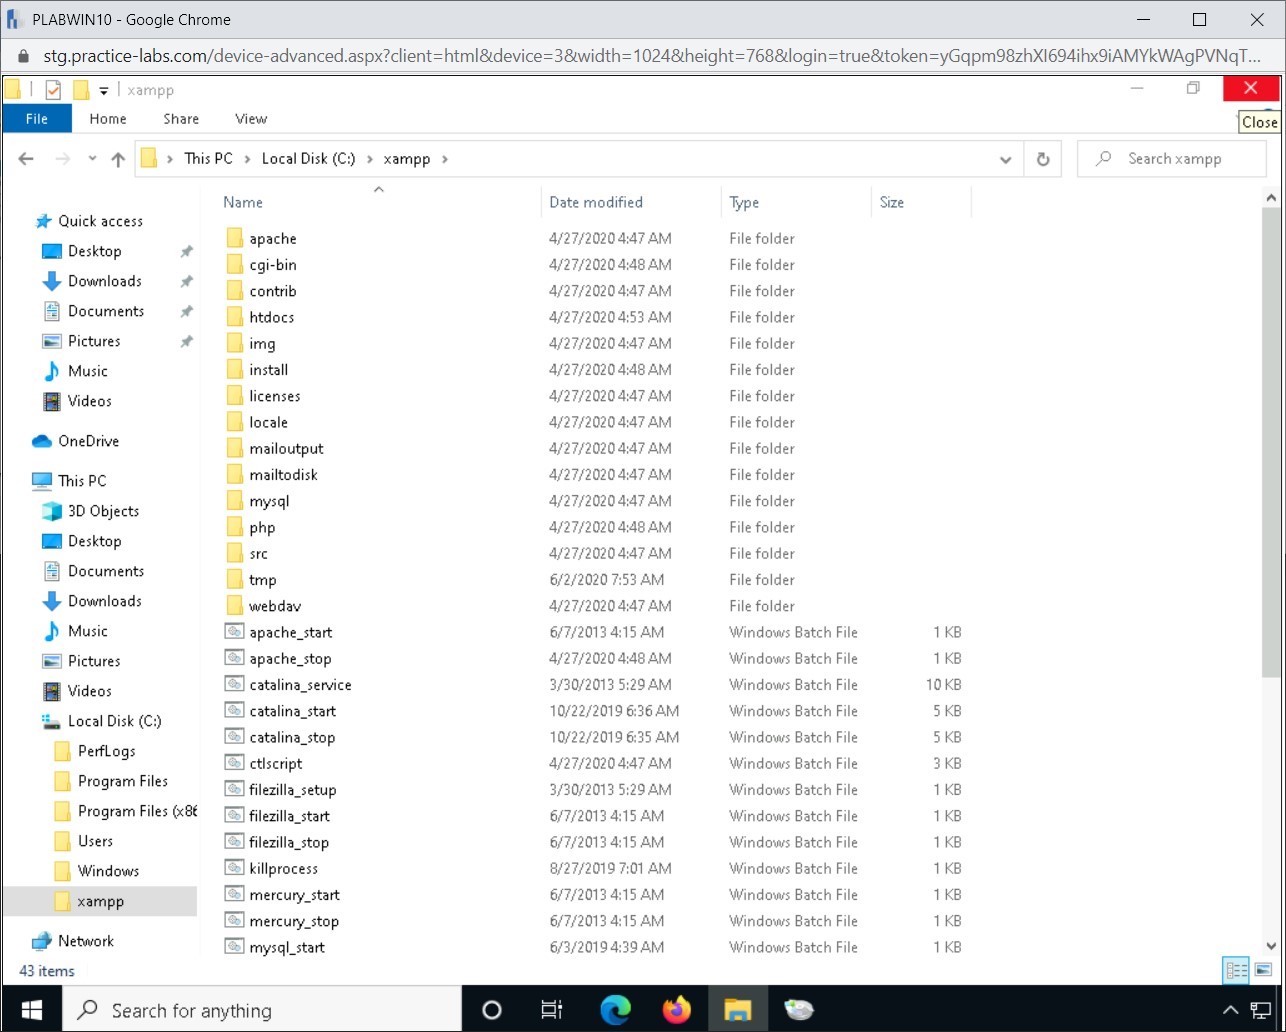 PLABWIN10 - Google Chrome
stg.practice-labs.com/device-advanced.aspx?client=html&device=3&width=1024&height=768&login=true&token=yGqpm98zhXI694ihx9iAMYkWAgPVNqT...
xampp
File Home Share View
Close
This PC > Local Disk (C:) > xampp >
Search xampp
Name Date modified Type Size
Quick access
Desktop
Downloads
Documents
Pictures
Music
Videos
OneDrive
This PC
3D Objects
Desktop
Documents
Downloads
Music
Pictures
Videos
Local Disk (C:)
PerfLogs
Program Files
Program Files (x86
Users
Windows
xampp
Network
apache 4/27/2020 4:47 AM File folder
cgi-bin 4/27/2020 4:48 AM File folder
contrib 4/27/2020 4:47 AM File folder
htdocs 4/27/2020 4:53 AM File folder
img 4/27/2020 4:47 AM File folder
install 4/27/2020 4:48 AM File folder
licenses 4/27/2020 4:47 AM File folder
locale 4/27/2020 4:47 AM File folder
mailoutput 4/27/2020 4:47 AM File folder
mailtodisk 4/27/2020 4:47 AM File folder
mysql 4/27/2020 4:47 AM File folder
php 4/27/2020 4:48 AM File folder
src 4/27/2020 4:47 AM File folder
tmp 6/2/2020 7:53 AM File folder
webdav 4/27/2020 4:47 AM File folder
apache_start 6/7/2013 4:15 AM Windows Batch File 1 KB
apache_stop 4/27/2020 4:48 AM Windows Batch File 1 KB
catalina_service 3/30/2013 5:29 AM Windows Batch File 10 KB
catalina_start 10/22/2019 6:36 AM Windows Batch File 5 KB
catalina_stop 10/22/2019 6:35 AM Windows Batch File 5 KB
ctlscript 4/27/2020 4:47 AM Windows Batch File 3 KB
filezilla_setup 3/30/2013 5:29 AM Windows Batch File 1 KB
filezilla_start 6/7/2013 4:15 AM Windows Batch File 1 KB
filezilla_stop 6/7/2013 4:15 AM Windows Batch File 1 KB
killprocess 8/27/2019 7:01 AM Windows Batch File 1 KB
mercury_start 6/7/2013 4:15 AM Windows Batch File 1 KB
mercury_stop 6/7/2013 4:15 AM Windows Batch File 1 KB
mysql_start 6/3/2019 4:39 AM Windows Batch File 1 KB
43 items
Search for anything